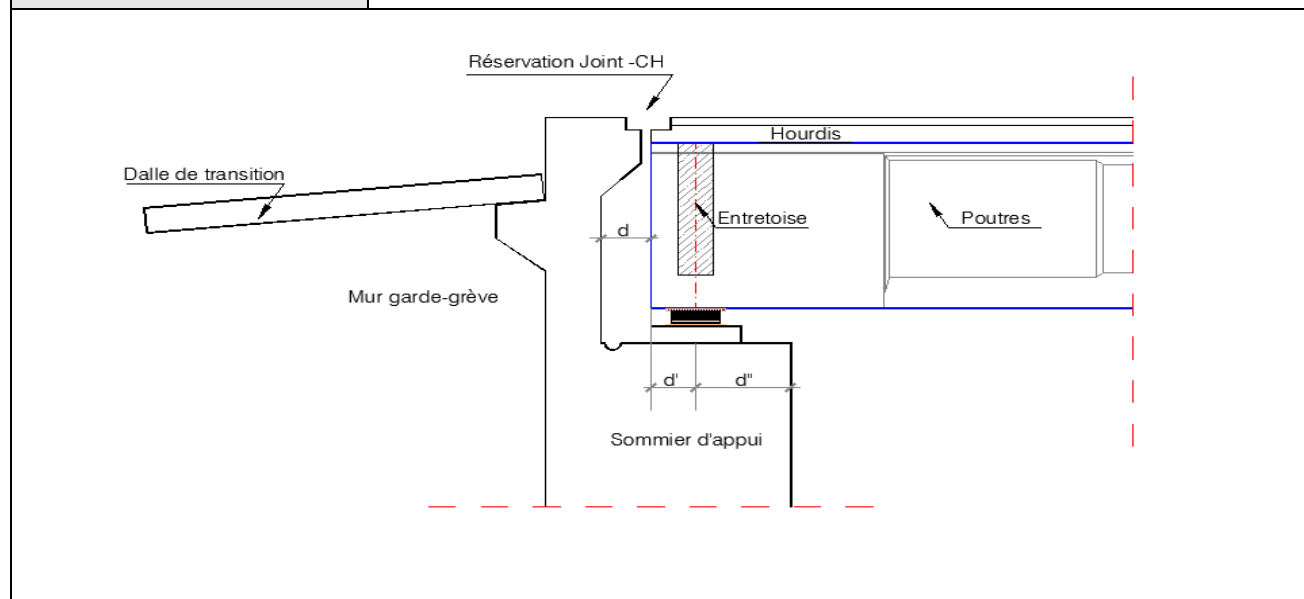 Réservation Joint -CH
Hourdis
Dalle de transition
Entretoise
Poutres
d
Mur garde-grève
d'
d"
Sommier d'appui